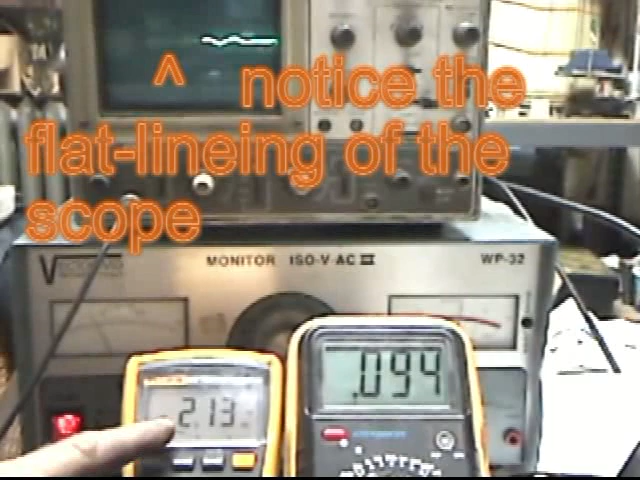 ^ notice the
flat-lineing of the
scope
MONITOR ISO-V-AC III WP-32
2.13
.094